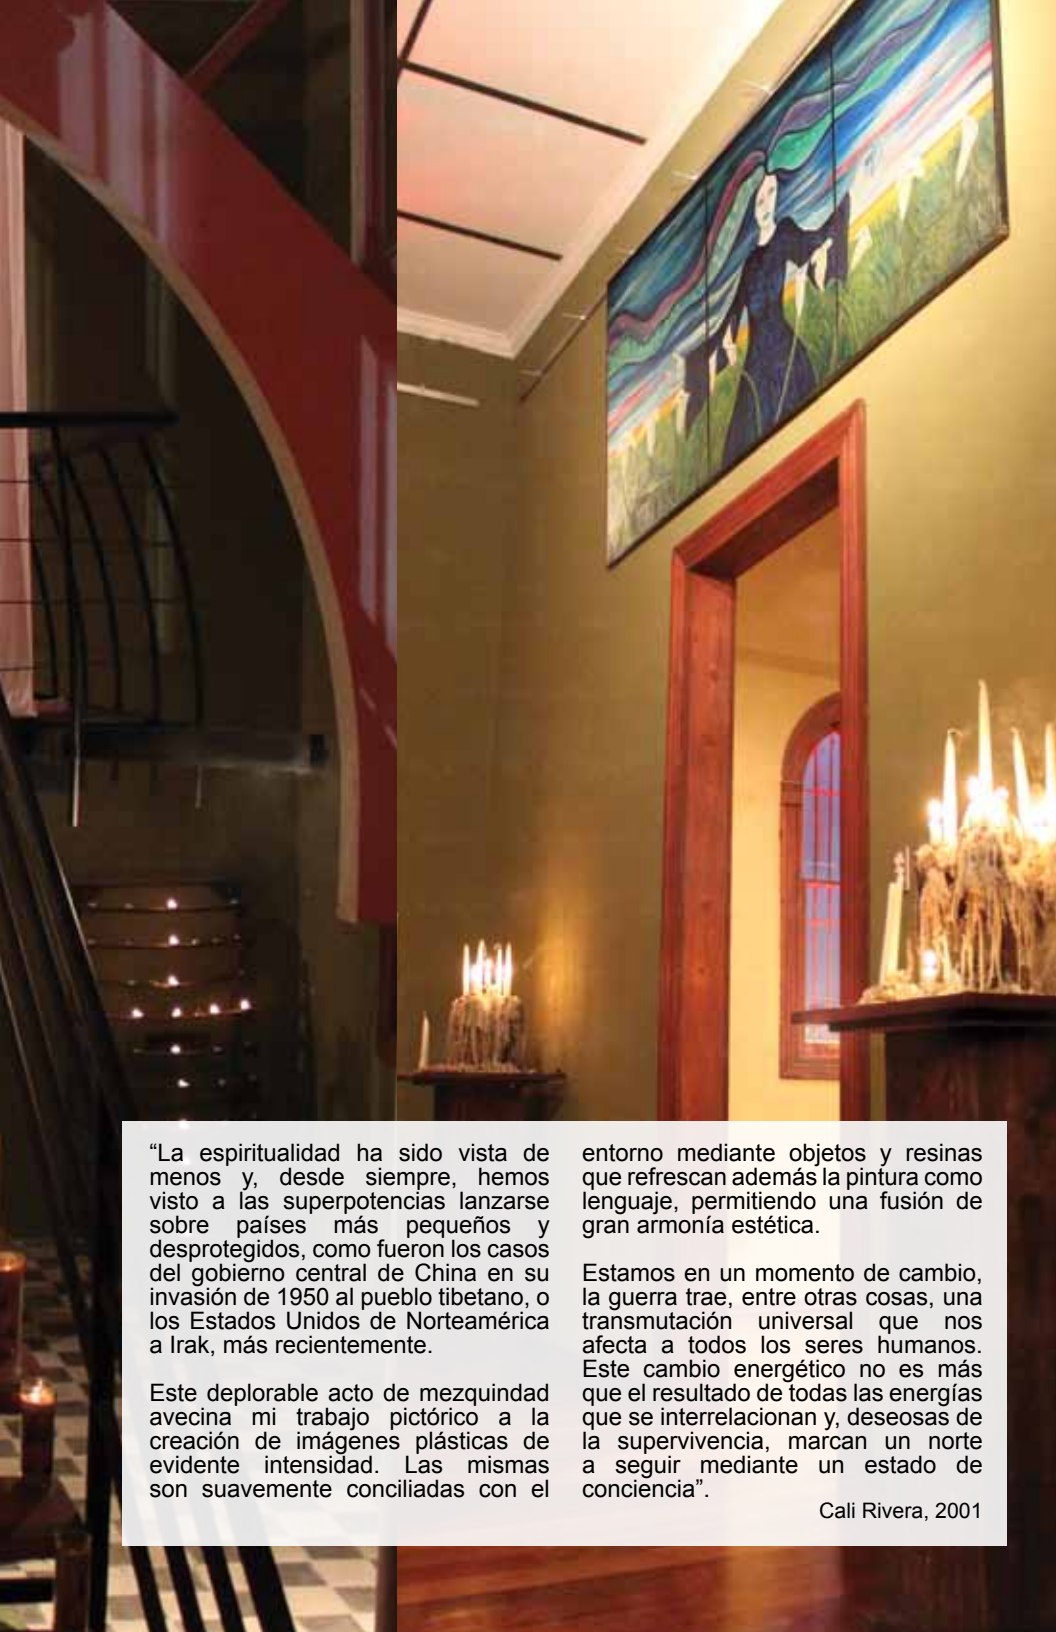 “La espiritualidad ha sido vista de
menos y, desde siempre, hemos
visto a las superpotencias lanzarse
sobre países más pequeños y
desprotegidos, como fueron los casos
del gobierno central de China en su
invasión de 1950 al pueblo tibetano, o
los Estados Unidos de Norteamérica
a Irak, más recientemente.
Este deplorable acto de mezquindad
avecina mi trabajo pictórico a la
creación de imágenes plásticas de
evidente intensidad. Las mismas
son suavemente conciliadas con el
entorno mediante objetos y resinas
que refrescan además la pintura como
lenguaje, permitiendo una fusión de
gran armonía estética.
Estamos en un momento de cambio,
la guerra trae, entre otras cosas, una
transmutación universal que nos
afecta a todos los seres humanos.
Este cambio energético no es más
que el resultado de todas las energías
que se interrelacionan y, deseosas de
la supervivencia, marcan un norte
a seguir mediante un estado de
conciencia”.
Cali Rivera, 2001